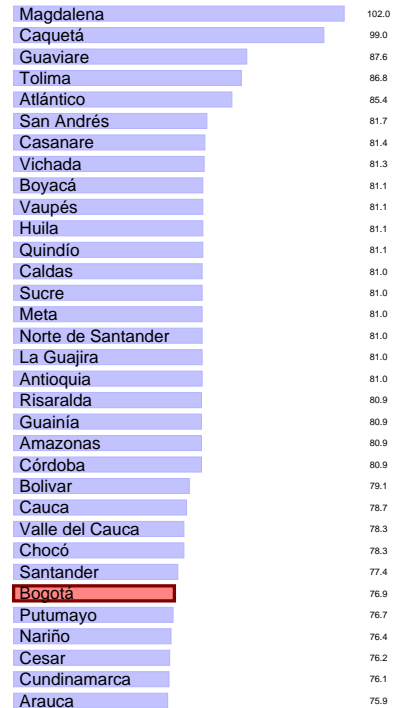 Magdalena 102.0
Caquetá 99.0
Guaviare 87.6
Tolima 86.8
Atlántico 85.4
San Andrés 81.7
Casanare 81.4
Vichada 81.3
Boyacá 81.1
Vaupés 81.1
Huila 81.1
Quindío 81.1
Caldas 81.0
Sucre 81.0
Meta 81.0
Norte de Santander 81.0
La Guajira 81.0
Antioquia 81.0
Risaralda 80.9
Guainía 80.9
Amazonas 80.9
Córdoba 80.9
Bolivar 79.1
Cauca 78.7
Valle del Cauca 78.3
Chocó 78.3
Santander 77.4
Bogotá 76.9
Putumayo 76.7
Nariño 76.4
Cesar 76.2
Cundinamarca 76.1
Arauca 75.9